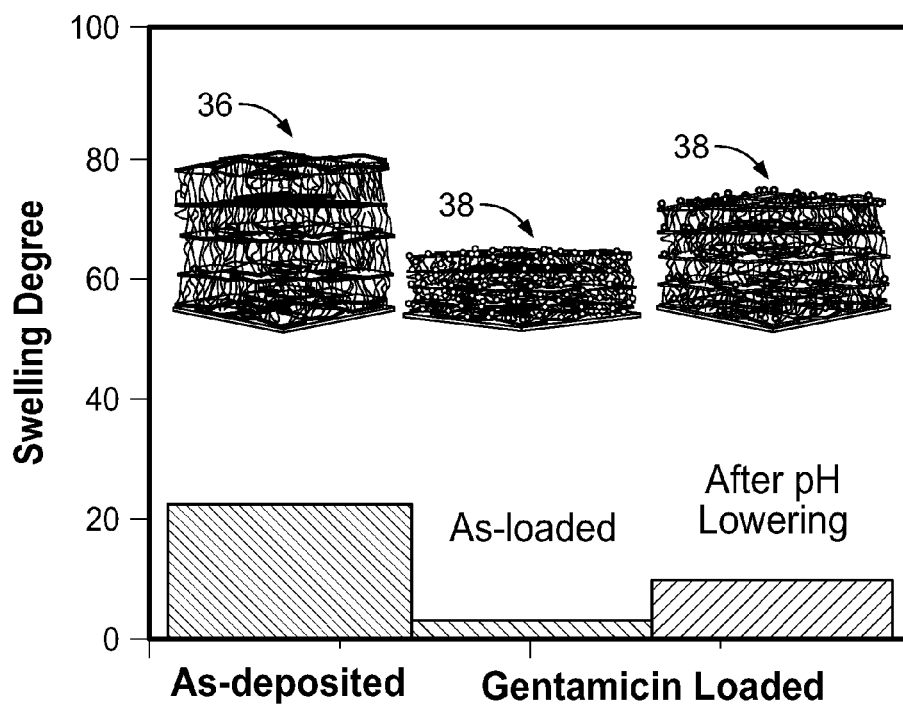 Swelling Degree
100
80
60
40
20
0
36
38
38
As-loaded
After pH
Lowering
As-deposited
Gentamicin Loaded